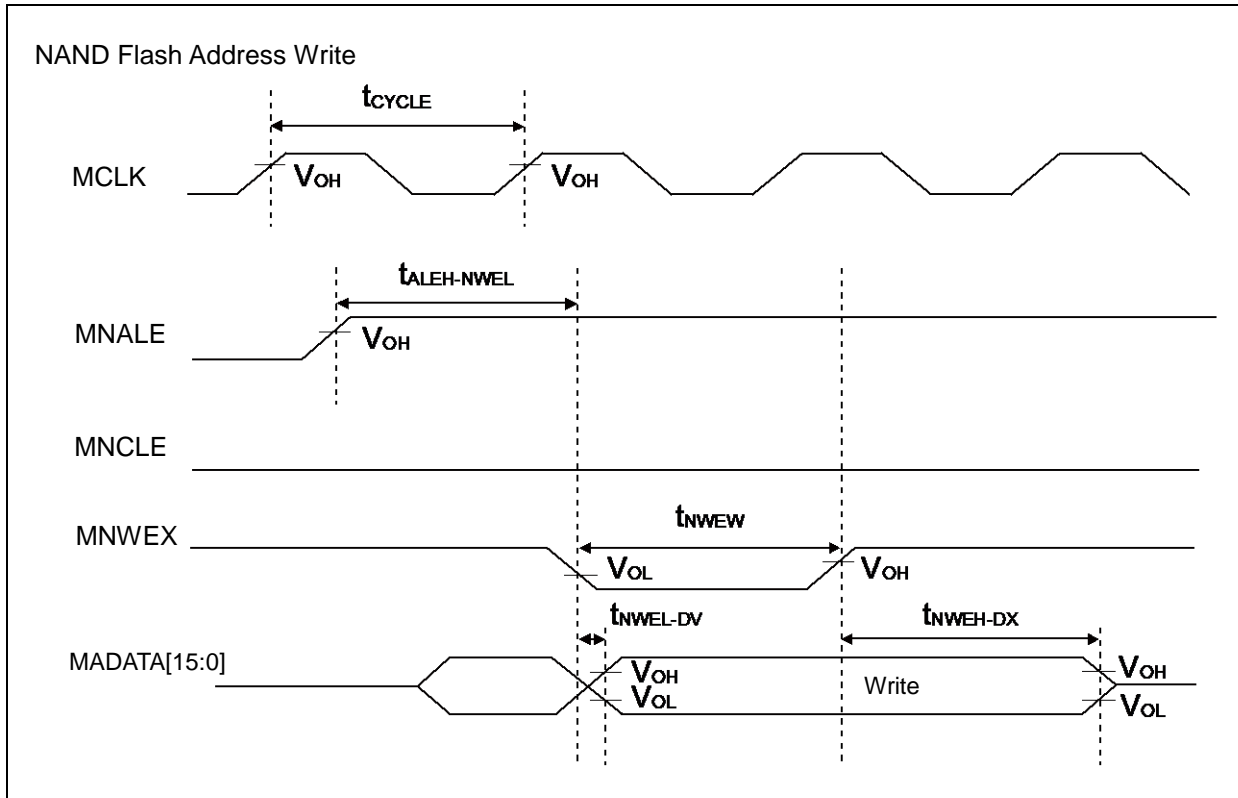 NAND Flash Address Write
tCYCLE
MCLK
VOH
VOH
tALEH-NWEL
MNALE
VOH
MNCLE
tNWEW
MNWEX
VOL
VOH
tNWEL-DV
tNWEH-DX
MADATA[15:0]
VOH
VOL
Write
VOH
VOL